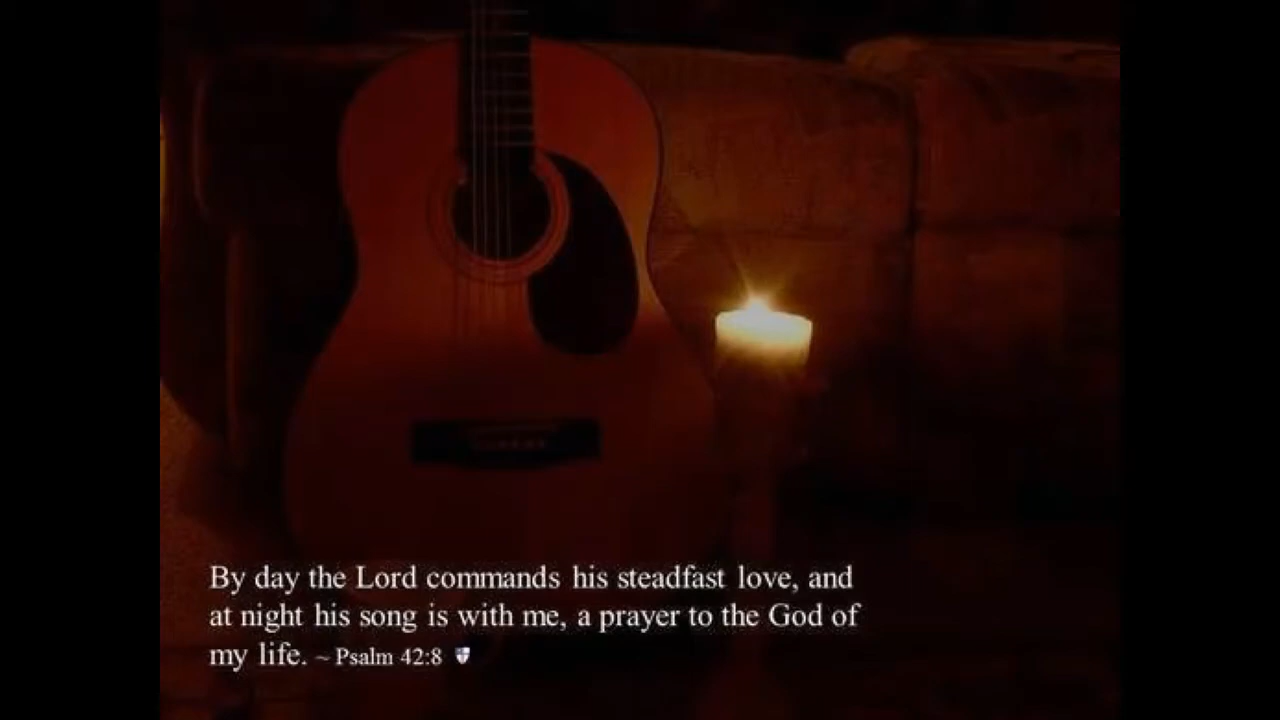 By day the Lord commands his steadfast love, and
at night his song is with me, a prayer to the God of
my life. ~ Psalm 42:8